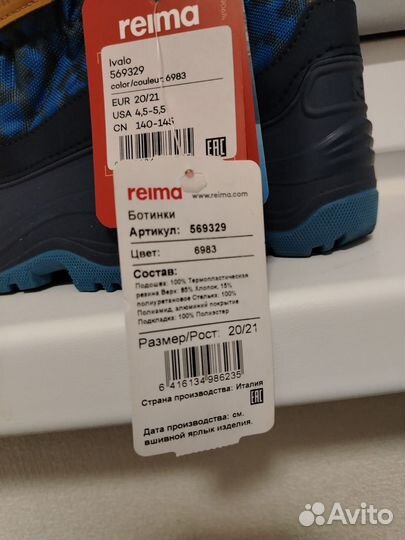 reima
Ivalo
569329
color/couleur: 6983
EUR 20/21
USA 4,5-5,5
CN 140-145
EAC
reima
www.reima.com
Ботинки
Артикул: 569329
Цвет: 6983
Состав:
Подошва: 100% Термопластическая
резина Верх: 85% Хлопок, 15%
полиуретановое Стелька: 100%
Полиамид, алюминий покрытие
Подкладка: 100% Полиэстер
Размер/Рост: 20/21
6 416134 986235
Страна производства: Италия
EAC
Дата производства: см.
вшивной ярлык изделия.
Avito